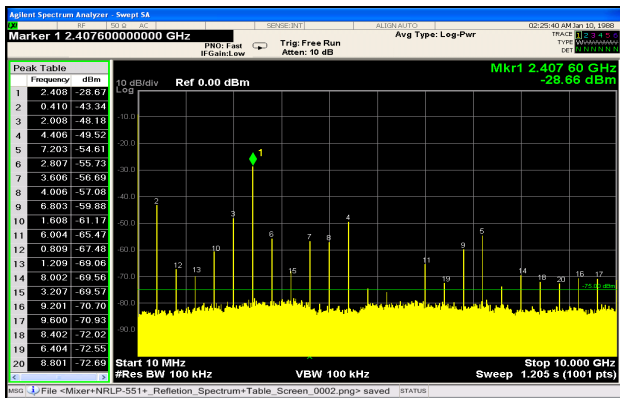 Agilent Spectrum Analyzer - Swept SA
RF 50 Ω AC SENSE:INT ALIGN AUTO 02:25:40 AM Jan 10, 1988
Marker 1 2.407600000000 GHz
PNO: Fast
IFGain:Low
Trig: Free Run
Atten: 10 dB
Avg Type: Log-Pwr
TRACE 1 2 3 4 5 6
TYPE
DET N N N N N N
Peak Table
Frequency dBm
1 2.408 -28.67
2 0.410 -43.34
3 2.008 -48.18
4 4.406 -49.52
5 7.203 -54.61
6 2.807 -55.73
7 3.606 -56.69
8 4.006 -57.08
9 6.803 -59.88
10 1.608 -61.17
11 6.004 -65.47
12 0.809 -67.48
13 1.209 -69.06
14 8.002 -69.56
15 3.207 -69.57
16 9.201 -70.70
17 9.600 -70.93
18 8.402 -72.02
19 6.404 -72.55
20 8.801 -72.69
Mkr1 2.407 60 GHz
-28.66 dBm
10 dB/div Ref 0.00 dBm
Log
-10.0
-20.0
-30.0
-40.0
-50.0
-60.0
-70.0
-80.0
-90.0
1
2
3
4
5
6
7
8
9
10
11
12
13
14
15
16
17
18
19
20
Start 10 MHz
#Res BW 100 kHz
VBW 100 kHz
Stop 10.000 GHz
Sweep 1.205 s (1001 pts)
MSG File <Mixer+NRLP-551+_Refletion_Spectrum+Table_Screen_0002.png> saved STATUS